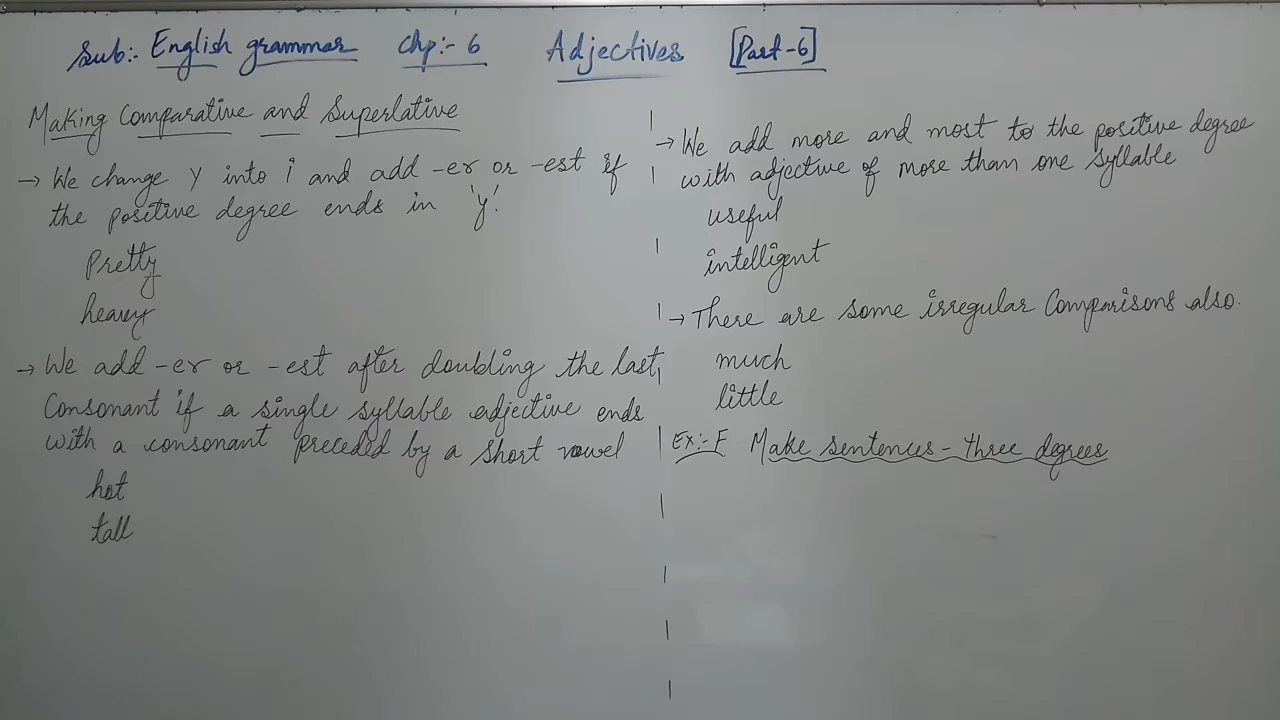 Sub:- English grammar Chp:- 6 Adjectives [Part-6]
Making Comparative and Superlative
→ We change y into i and add -er or -est if
the positive degree ends in 'y'.
Pretty
heavy
→ We add -er or -est after doubling the last
Consonant if a single syllable adjective ends
with a consonant preceded by a short vowel
hot
tall
→ We add more and most to the positive degree
with adjective of more than one syllable
useful
intelligent
→ There are some irregular Comparisons also.
much
little
Ex:- F Make sentences - three degrees